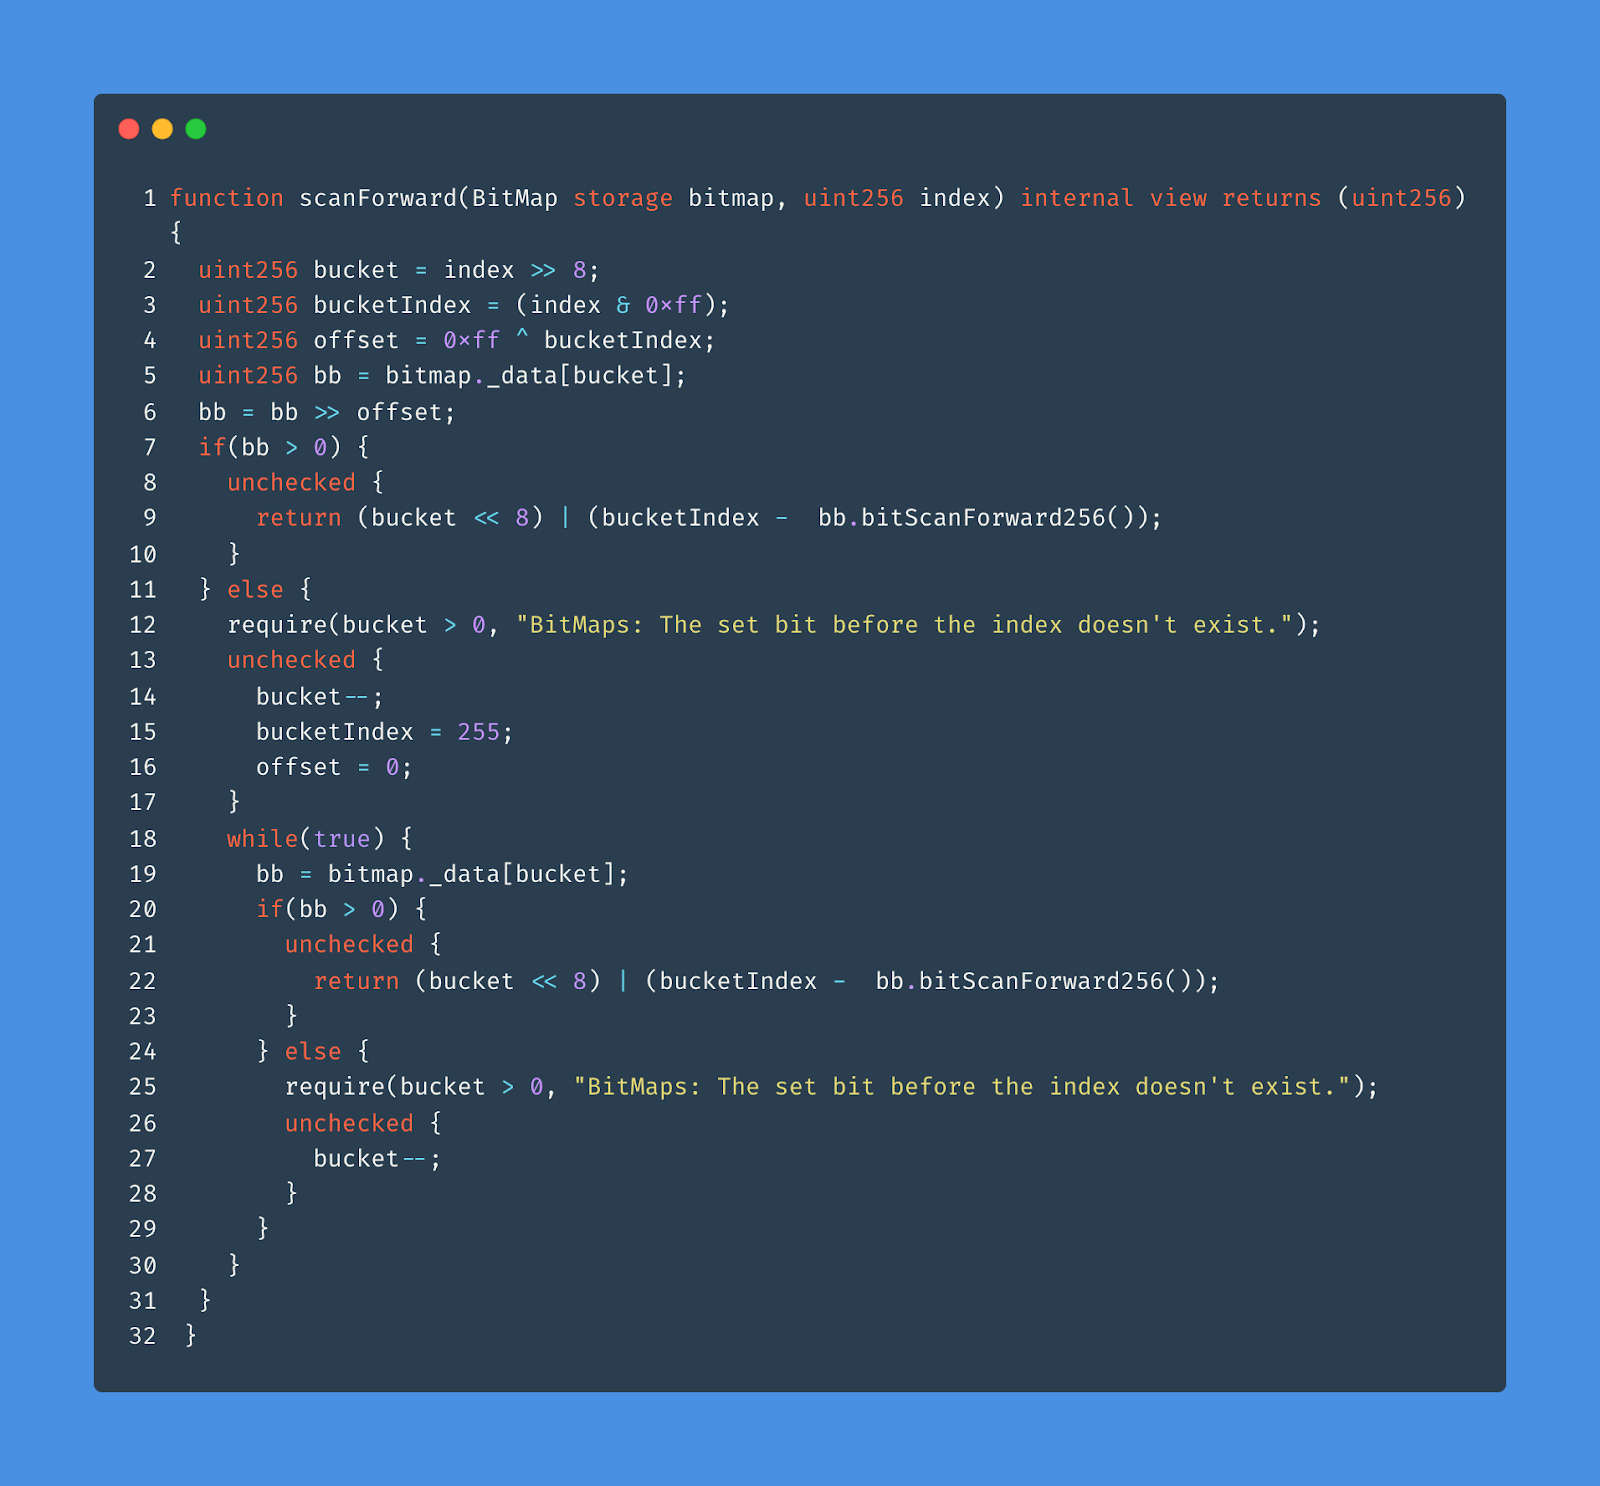 1 function scanForward(BitMap storage bitmap, uint256 index) internal view returns (uint256)
{
2   uint256 bucket = index >> 8;
3   uint256 bucketIndex = (index & 0xff);
4   uint256 offset = 0xff ^ bucketIndex;
5   uint256 bb = bitmap._data[bucket];
6   bb = bb >> offset;
7   if(bb > 0) {
8     unchecked {
9       return (bucket << 8) | (bucketIndex -  bb.bitScanForward256());
10     }
11   } else {
12     require(bucket > 0, "BitMaps: The set bit before the index doesn't exist.");
13     unchecked {
14       bucket--;
15       bucketIndex = 255;
16       offset = 0;
17     }
18     while(true) {
19       bb = bitmap._data[bucket];
20       if(bb > 0) {
21         unchecked {
22           return (bucket << 8) | (bucketIndex -  bb.bitScanForward256());
23         }
24       } else {
25         require(bucket > 0, "BitMaps: The set bit before the index doesn't exist.");
26         unchecked {
27           bucket--;
28         }
29       }
30     }
31   }
32  }